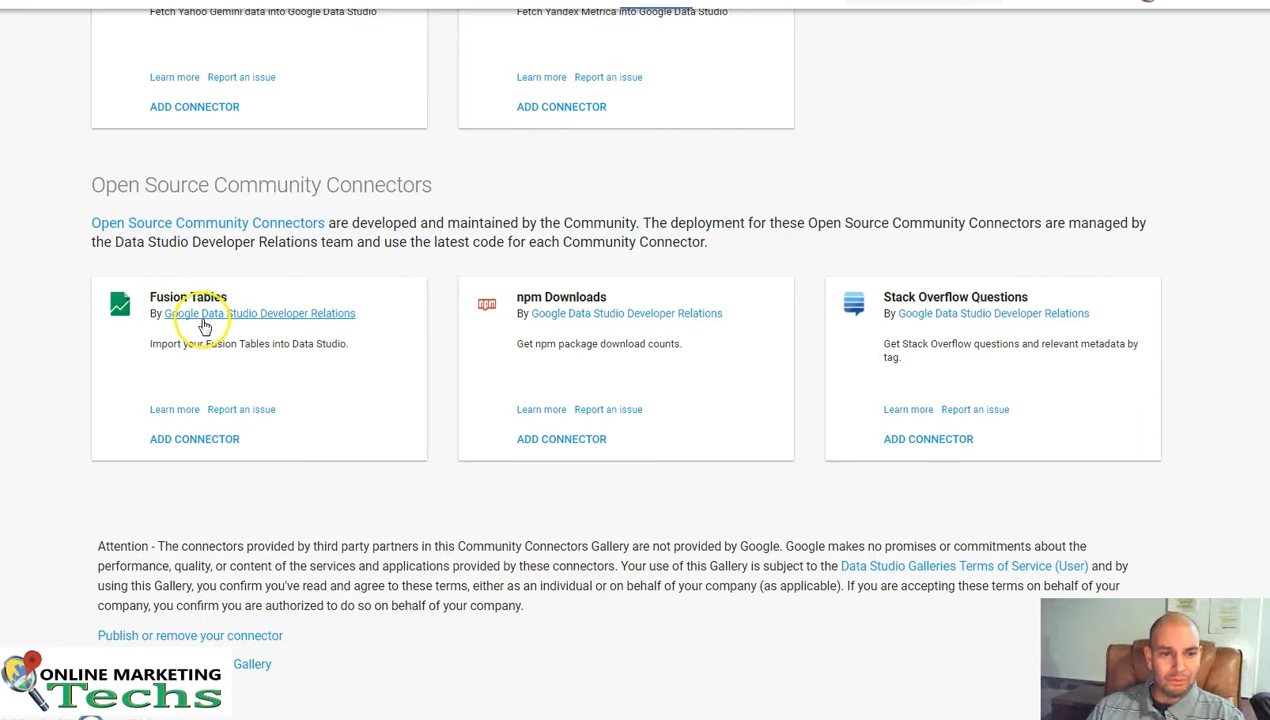 Fetch Yahoo Gemini data into Google Data Studio
Fetch Yandex Metrica into Google Data Studio
Learn more Report an issue
Learn more Report an issue
ADD CONNECTOR
ADD CONNECTOR
Open Source Community Connectors
Open Source Community Connectors are developed and maintained by the Community. The deployment for these Open Source Community Connectors are managed by
the Data Studio Developer Relations team and use the latest code for each Community Connector.
Fusion Tables
By Google Data Studio Developer Relations
Import your Fusion Tables into Data Studio.
Learn more Report an issue
ADD CONNECTOR
npm Downloads
By Google Data Studio Developer Relations
Get npm package download counts.
Learn more Report an issue
ADD CONNECTOR
Stack Overflow Questions
By Google Data Studio Developer Relations
Get Stack Overflow questions and relevant metadata by
tag.
Learn more Report an issue
ADD CONNECTOR
Attention - The connectors provided by third party partners in this Community Connectors Gallery are not provided by Google. Google makes no promises or commitments about the
performance, quality, or content of the services and applications provided by these connectors. Your use of this Gallery is subject to the Data Studio Galleries Terms of Service (User) and by
using this Gallery, you confirm you've read and agree to these terms, either as an individual or on behalf of your company (as applicable). If you are accepting these terms on behalf of your
company, you confirm you are authorized to do so on behalf of your company.
Publish or remove your connector
Gallery
ONLINE MARKETING
Techs